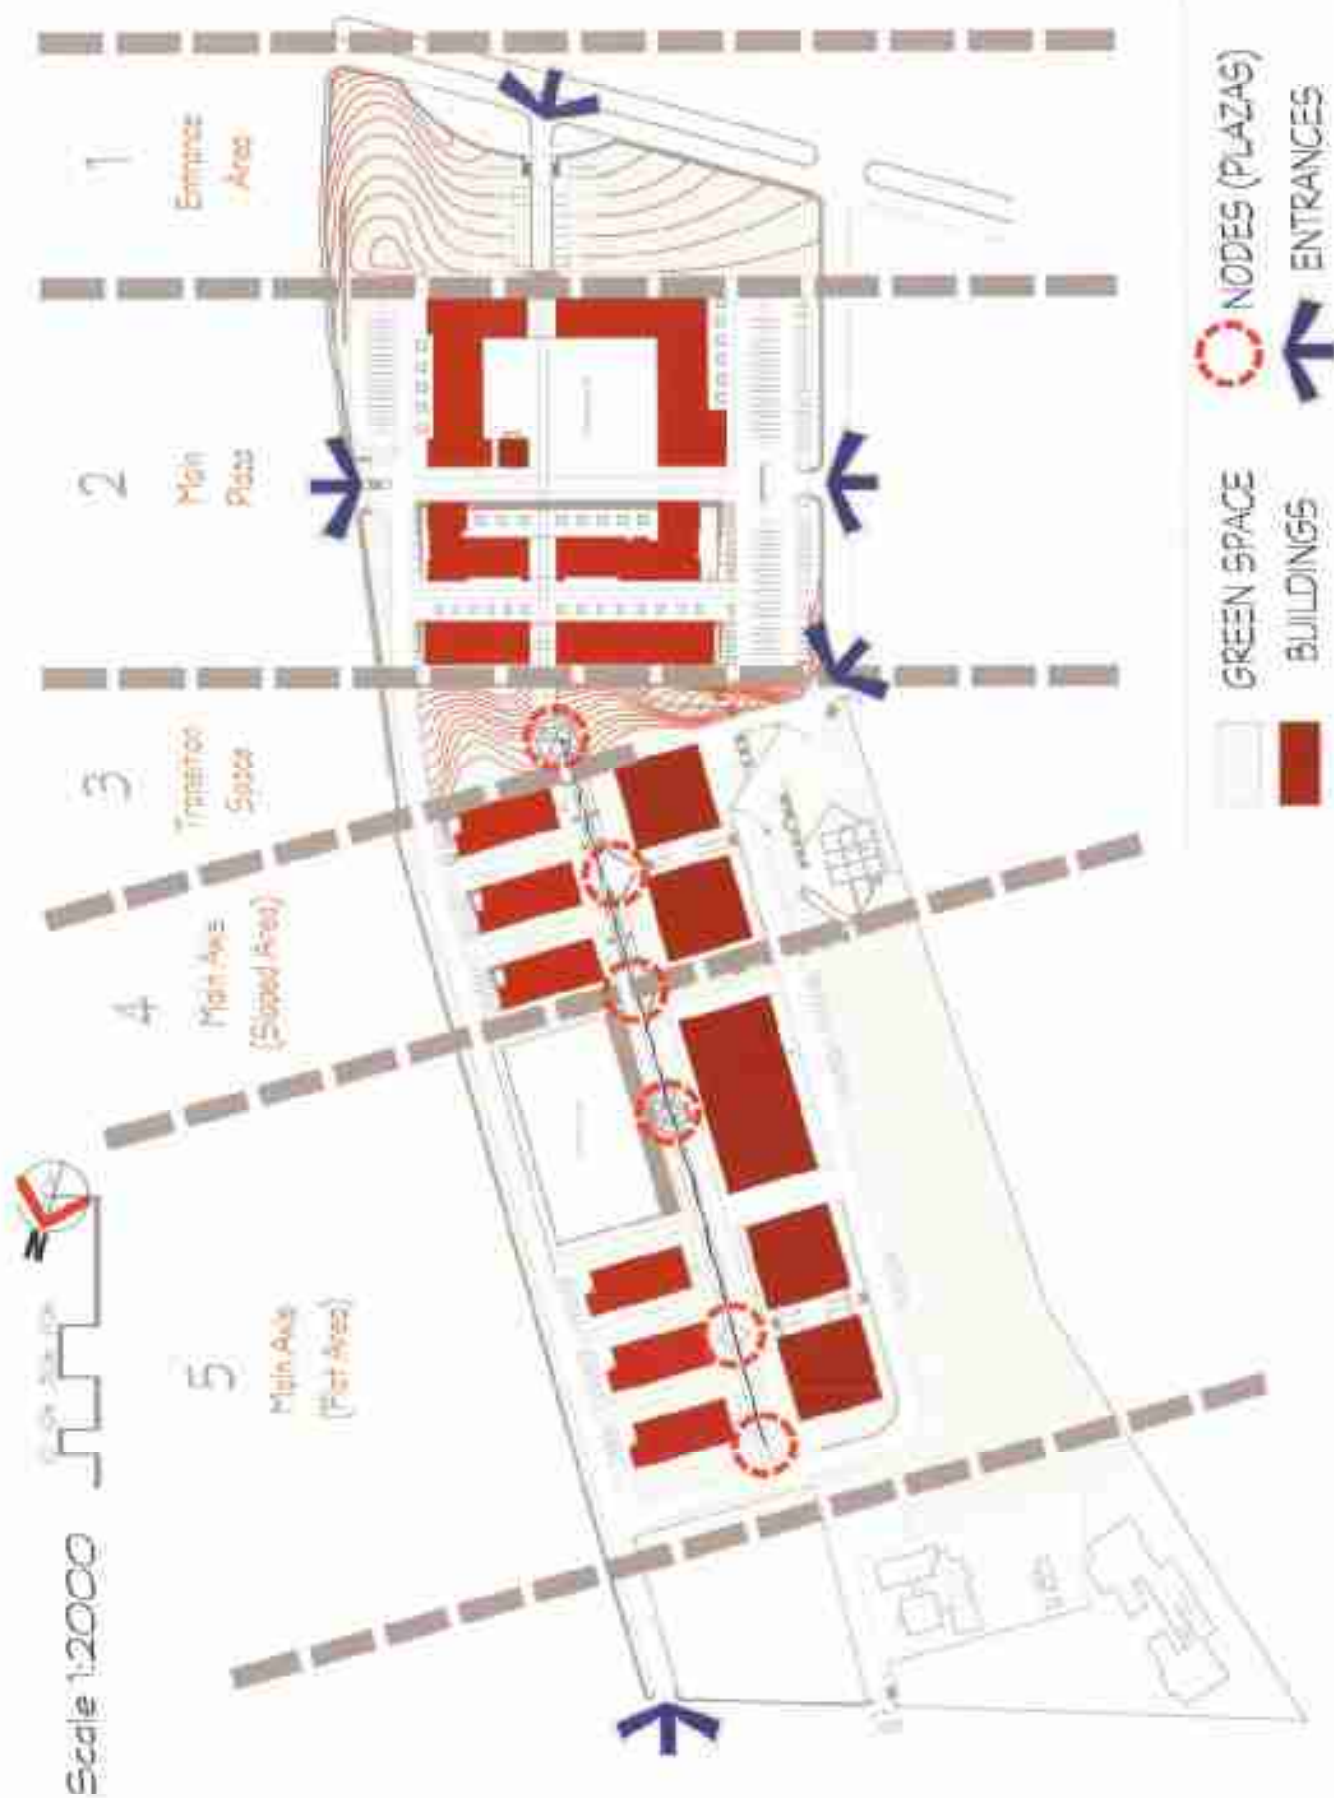 Scale 1:2000
N
1
Entrance
Area
2
Main
Plaza
3
Transition
Space
4
Main Axis
(Sloped Area)
5
Main Axis
(Flat Area)
GREEN SPACE
BUILDINGS
NODES (PLAZAS)
ENTRANCES